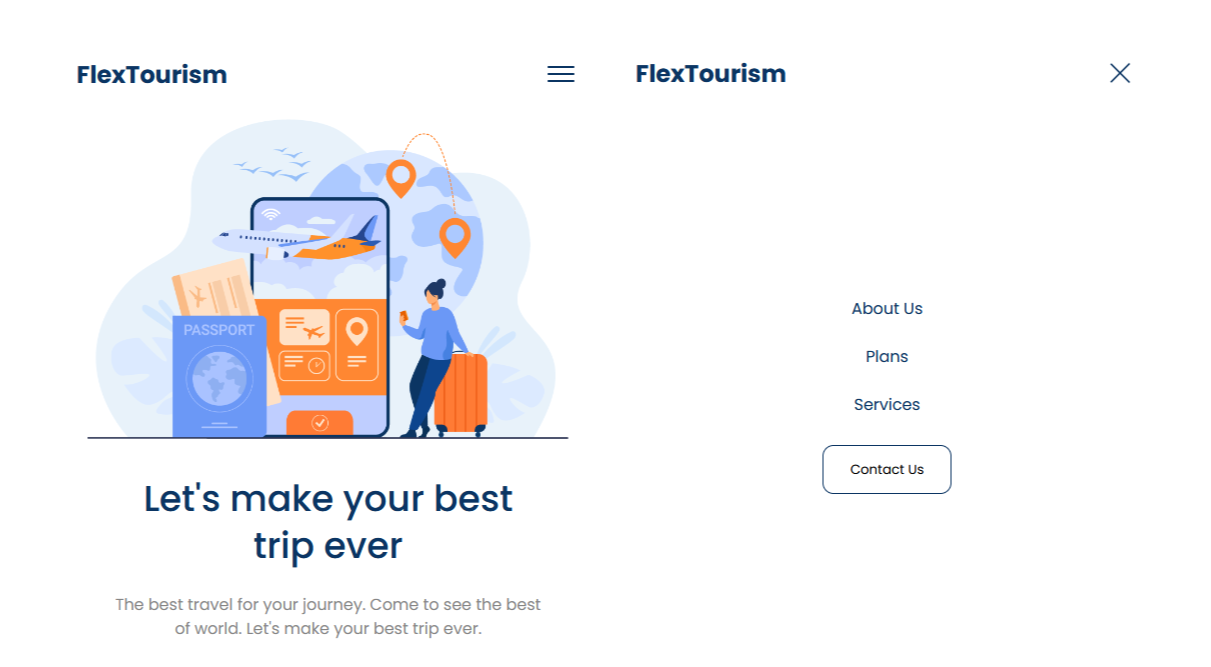 FlexTourism
PASSPORT
Let's make your best
trip ever
The best travel for your journey. Come to see the best
of world. Let's make your best trip ever.
FlexTourism
About Us
Plans
Services
Contact Us